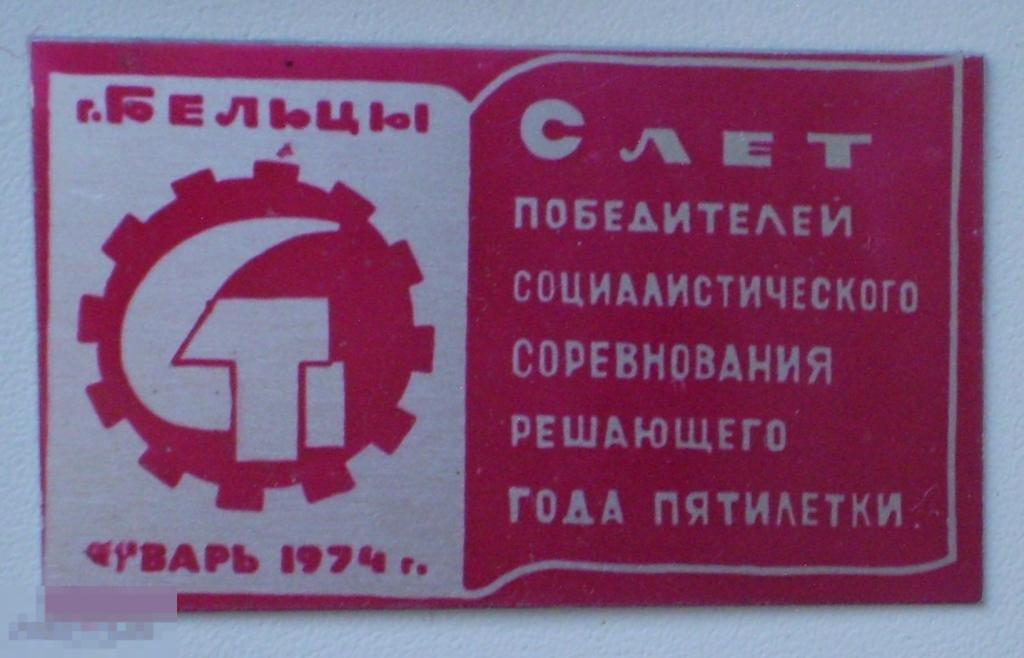 г. Бельцы
Январь 1974 г.
Слет
победителей
социалистического
соревнования
решающего
года пятилетки.